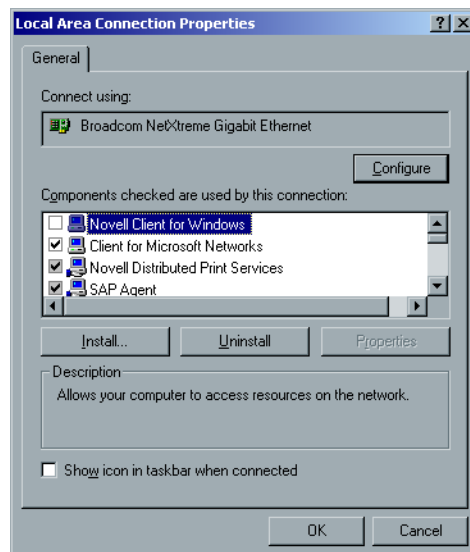 Local Area Connection Properties
General
Connect using:
Broadcom NetXtreme Gigabit Ethernet
Configure
Components checked are used by this connection:
Novell Client for Windows
Client for Microsoft Networks
Novell Distributed Print Services
SAP Agent
Install... Uninstall Properties
Description
Allows your computer to access resources on the network.
Show icon in taskbar when connected
OK Cancel